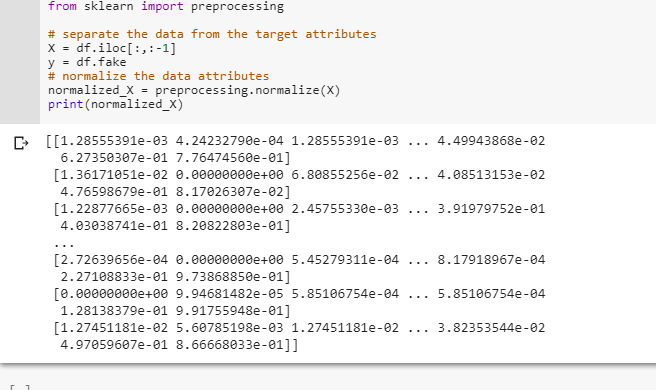 from sklearn import preprocessing
# separate the data from the target attributes
X = df.iloc[:,:-1]
y = df.fake
# normalize the data attributes
normalized_X = preprocessing.normalize(X)
print(normalized_X)
[[1.28555391e-03 4.24232790e-04 1.28555391e-03 ... 4.49943868e-02
6.27350307e-01 7.76474560e-01]
[1.36171051e-02 0.00000000e+00 6.80855256e-02 ... 4.08513153e-02
4.76598679e-01 8.17026307e-02]
[1.22877665e-03 0.00000000e+00 2.45755330e-03 ... 3.91979752e-01
4.03038741e-01 8.20822803e-01]
...
[2.72639656e-04 0.00000000e+00 5.45279311e-04 ... 8.17918967e-04
2.27108833e-01 9.73868850e-01]
[0.00000000e+00 9.94681482e-05 5.85106754e-04 ... 5.85106754e-04
1.28138379e-01 9.91755948e-01]
[1.27451181e-02 5.60785198e-03 1.27451181e-02 ... 3.82353544e-02
4.97059607e-01 8.66668033e-01]]